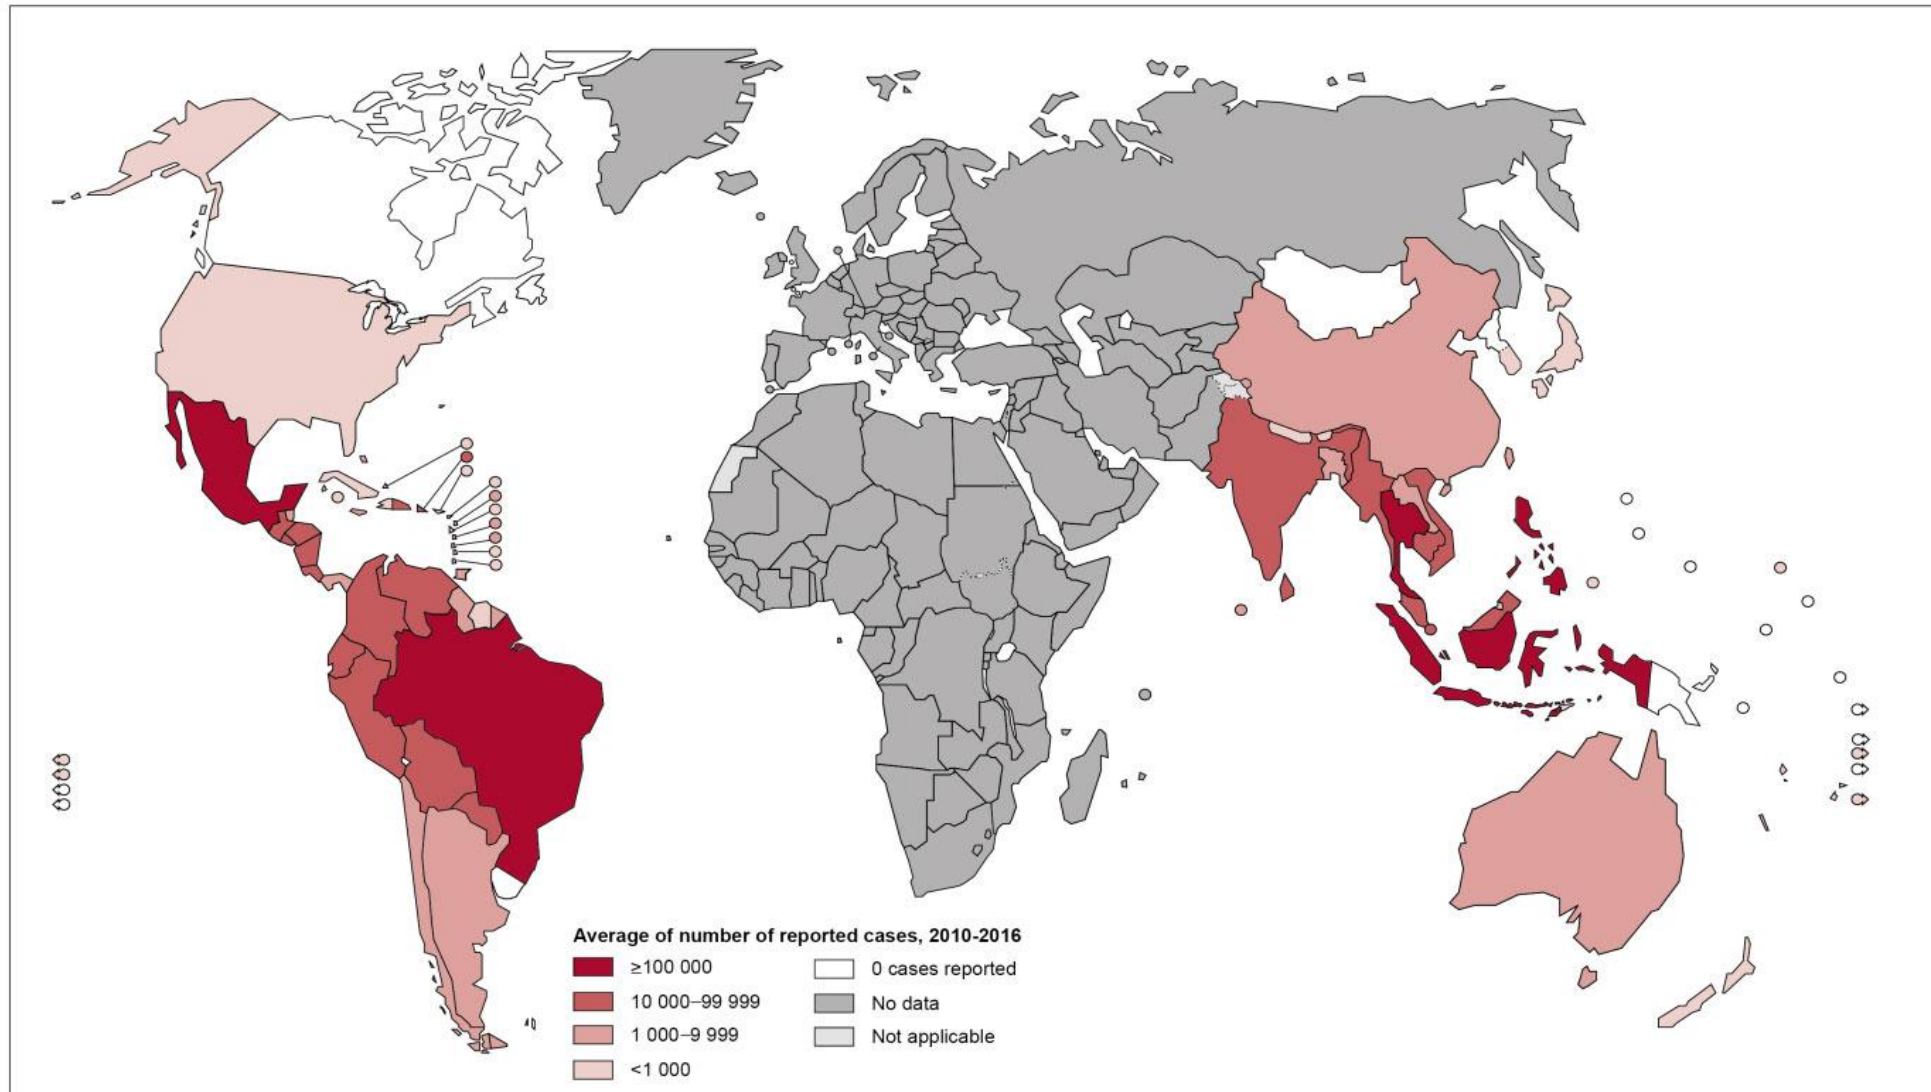 Average of number of reported cases, 2010-2016
≥100 000
10 000–99 999
1 000–9 999
<1 000
0 cases reported
No data
Not applicable